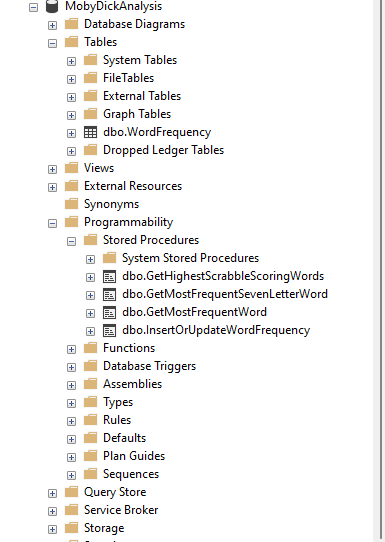 MobyDickAnalysis
Database Diagrams
Tables
System Tables
FileTables
External Tables
Graph Tables
dbo.WordFrequency
Dropped Ledger Tables
Views
External Resources
Synonyms
Programmability
Stored Procedures
System Stored Procedures
dbo.GetHighestScrabbleScoringWords
dbo.GetMostFrequentSevenLetterWord
dbo.GetMostFrequentWord
dbo.InsertOrUpdateWordFrequency
Functions
Database Triggers
Assemblies
Types
Rules
Defaults
Plan Guides
Sequences
Query Store
Service Broker
Storage